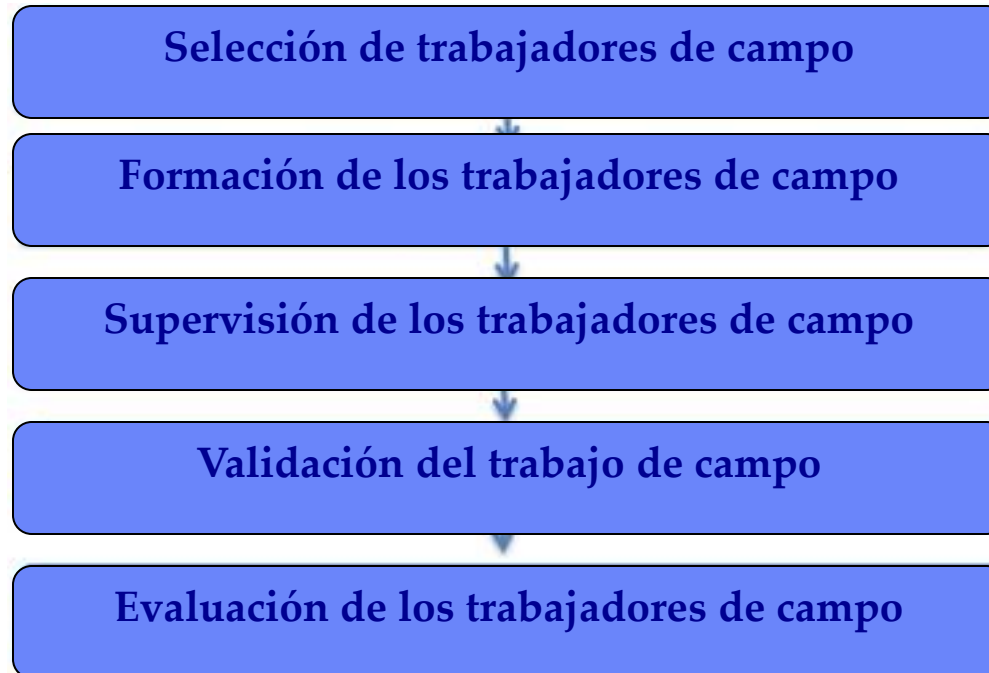 Selección de trabajadores de campo
Formación de los trabajadores de campo
Supervisión de los trabajadores de campo
Validación del trabajo de campo
Evaluación de los trabajadores de campo